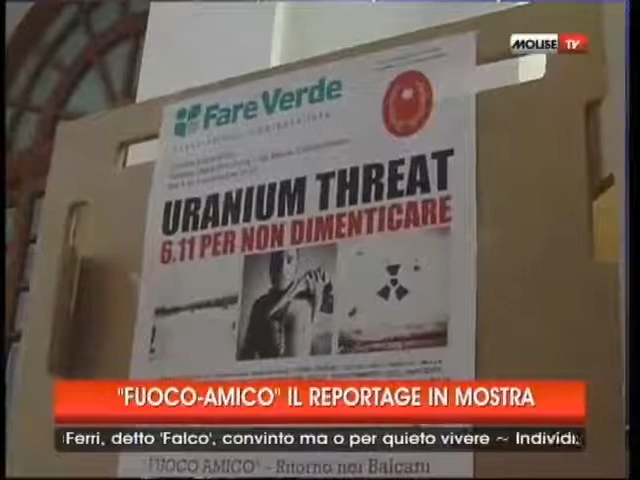 MOLISE TV
Fare Verde
URANIUM THREAT
6.11 PER NON DIMENTICARE
"FUOCO-AMICO" IL REPORTAGE IN MOSTRA
Ferri, detto 'Falco', convinto ma o per quieto vivere ~ Individi
"FUOCO AMICO" - Ritorno nei Balcani